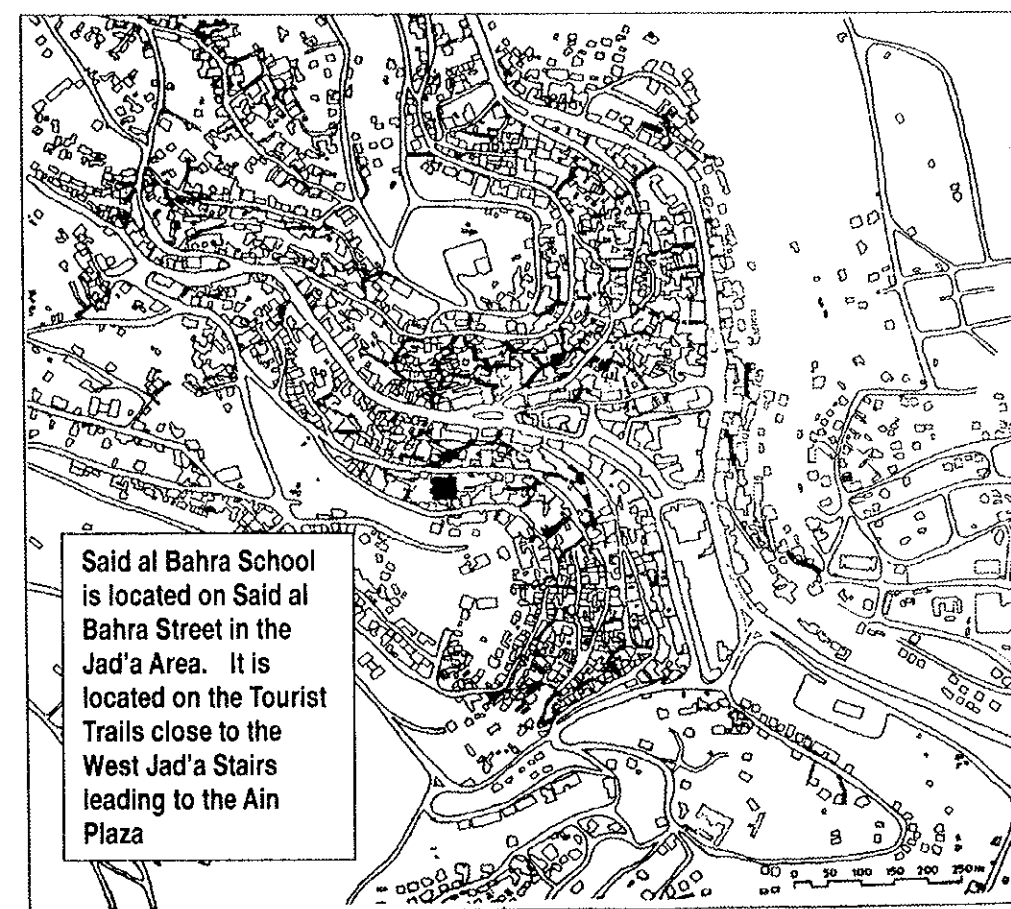 Said al Bahra School
is located on Said al
Bahra Street in the
Jad'a Area. It is
located on the Tourist
Trails close to the
West Jad'a Stairs
leading to the Ain
Plaza
0 50 100 150 200 250 m